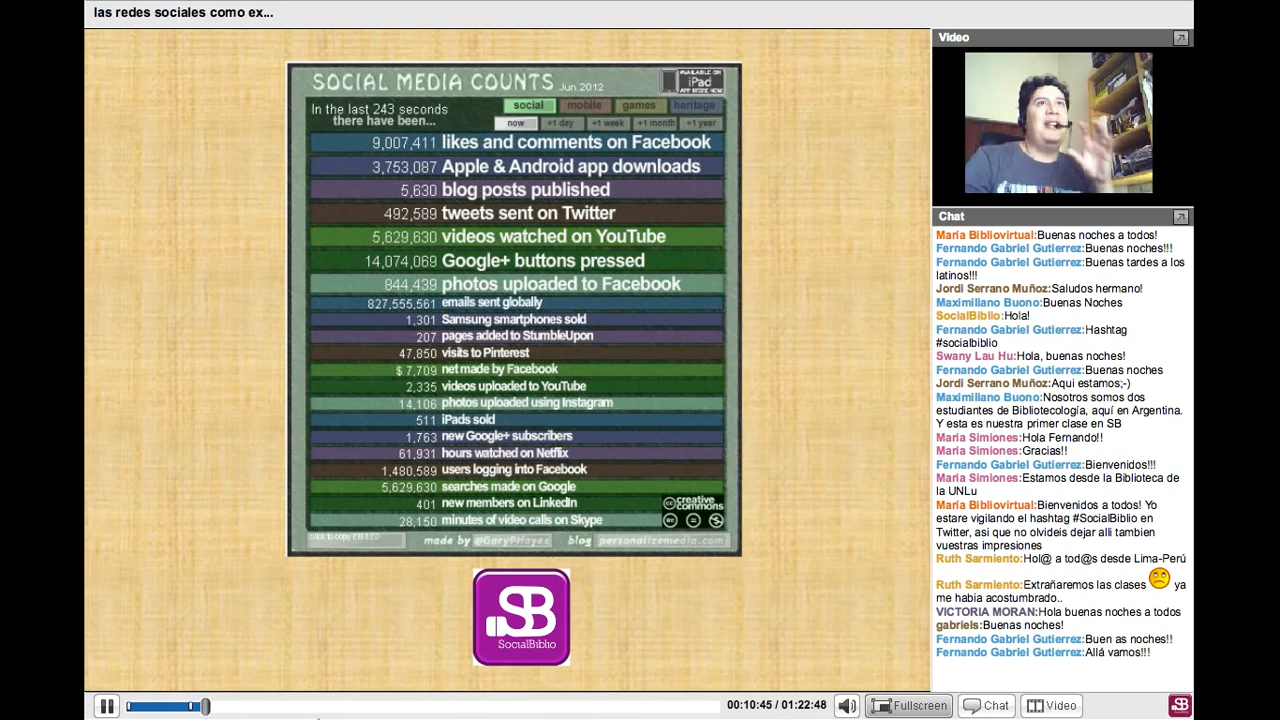 las redes sociales como ex...
SOCIAL MEDIA COUNTS Jun 2012
AVAILABLE ON
iPad
APP STORE NOW
In the last 243 seconds
there have been...
social mobile games heritage
now +1 day +1 week +1 month +1 year
9,007,411 likes and comments on Facebook
3,753,087 Apple & Android app downloads
5,630 blog posts published
492,589 tweets sent on Twitter
5,629,630 videos watched on YouTube
14,074,069 Google+ buttons pressed
844,439 photos uploaded to Facebook
827,555,561 emails sent globally
1,301 Samsung smartphones sold
207 pages added to StumbleUpon
47,850 visits to Pinterest
$ 7,709 net made by Facebook
2,335 videos uploaded to YouTube
14,106 photos uploaded using Instagram
511 iPads sold
1,763 new Google+ subscribers
61,931 hours watched on Netflix
1,480,589 users logging into Facebook
5,629,630 searches made on Google
401 new members on LinkedIn
28,150 minutes of video calls on Skype
creative
commons
click to copy EMBED
made by @GaryPHayes blog personalizemedia.com
SB
SocialBiblio
Video
Chat
Maria Bibliovirtual:Buenas noches a todos!
Fernando Gabriel Gutierrez:Buenas noches!!!
Fernando Gabriel Gutierrez:Buenas tardes a los
latinos!!!
Jordi Serrano Muñoz:Saludos hermano!
Maximiliano Buono:Buenas Noches
SocialBiblio:Hola!
Fernando Gabriel Gutierrez:Hashtag
#socialbiblio
Swany Lau Hu:Hola, buenas noches!
Fernando Gabriel Gutierrez:Buenas noches
Jordi Serrano Muñoz:Aqui estamos;-)
Maximiliano Buono:Nosotros somos dos
estudiantes de Bibliotecología, aquí en Argentina.
Y esta es nuestra primer clase en SB
Maria Simiones:Hola Fernando!!
Maria Simiones:Gracias!!
Fernando Gabriel Gutierrez:Bienvenidos!!!
Maria Simiones:Estamos desde la Biblioteca de
la UNLu
Maria Bibliovirtual:Bienvenidos a todos! Yo
estare vigilando el hashtag #SocialBiblio en
Twitter, asi que no olvideis dejar alli tambien
vuestras impresiones
Ruth Sarmiento:Hol@ a tod@s desde Lima-Perú
Ruth Sarmiento:Extrañaremos las clases ya
me habia acostumbrado..
VICTORIA MORAN:Hola buenas noches a todos
gabriels:Buenas noches!
Fernando Gabriel Gutierrez:Buen as noches!!
Fernando Gabriel Gutierrez:Allá vamos!!!
00:10:45 / 01:22:48
Fullscreen
Chat
Video
SB